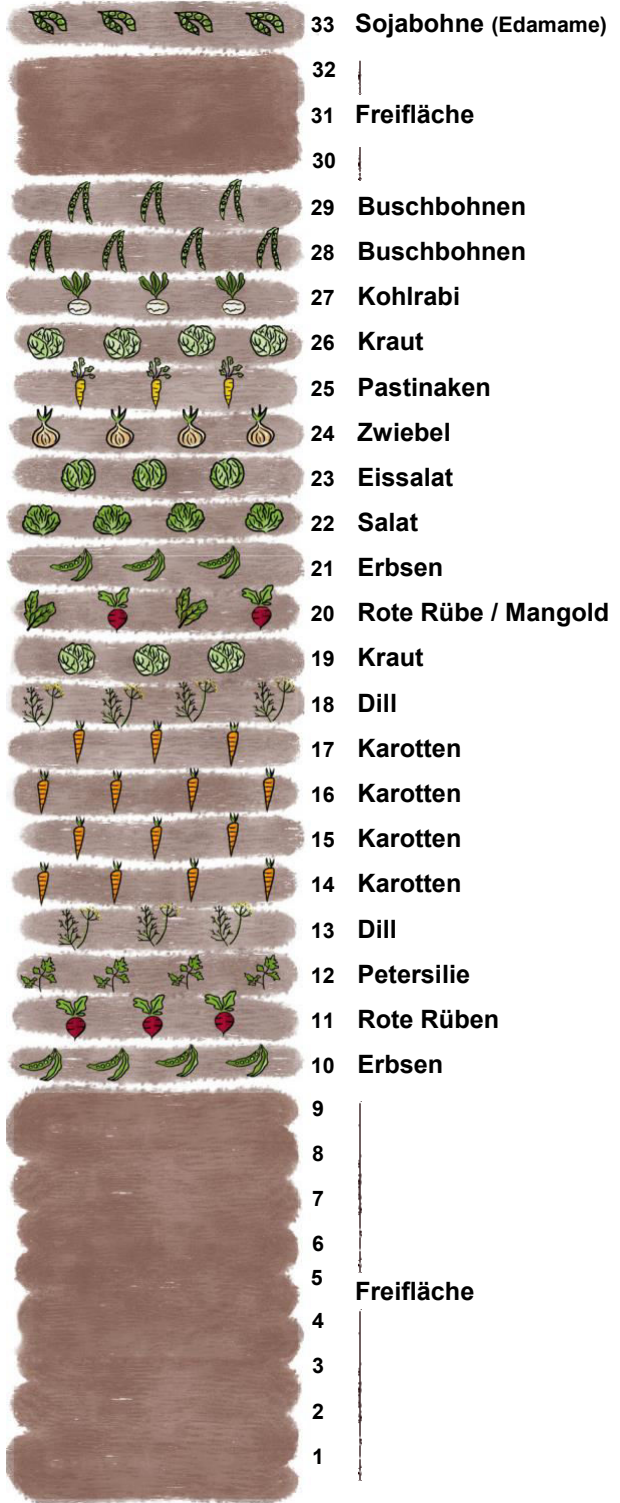 33 Sojabohne (Edamame)
32
31 Freifläche
30
29 Buschbohnen
28 Buschbohnen
27 Kohlrabi
26 Kraut
25 Pastinaken
24 Zwiebel
23 Eissalat
22 Salat
21 Erbsen
20 Rote Rübe / Mangold
19 Kraut
18 Dill
17 Karotten
16 Karotten
15 Karotten
14 Karotten
13 Dill
12 Petersilie
11 Rote Rüben
10 Erbsen
9
8
7
6
5
Freifläche
4
3
2
1